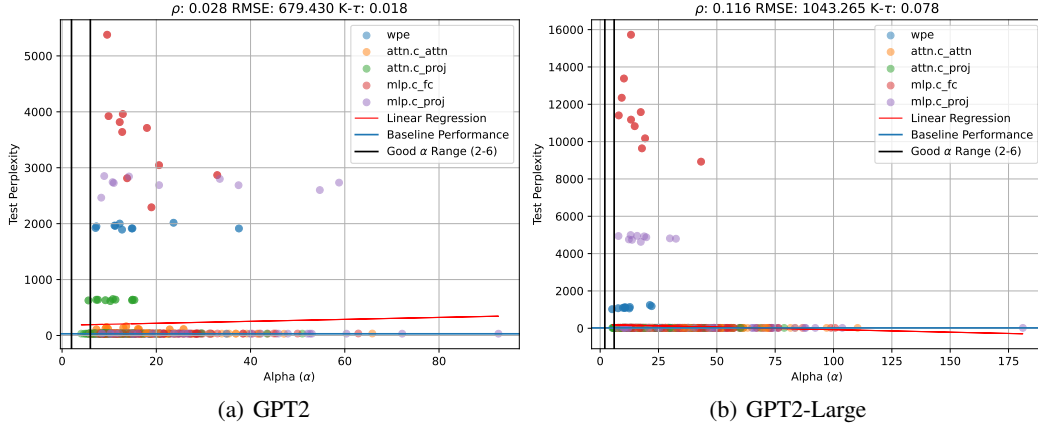 ρ: 0.028 RMSE: 679.430 K-τ: 0.018
Test Perplexity
5000
4000
3000
2000
1000
0
0
20
40
60
80
Alpha (α)
wpe
attn.c_attn
attn.c_proj
mlp.c_fc
mlp.c_proj
Linear Regression
Baseline Performance
Good α Range (2-6)
(a) GPT2
ρ: 0.116 RMSE: 1043.265 K-τ: 0.078
Test Perplexity
16000
14000
12000
10000
8000
6000
4000
2000
0
0
25
50
75
100
125
150
175
Alpha (α)
wpe
attn.c_attn
attn.c_proj
mlp.c_fc
mlp.c_proj
Linear Regression
Baseline Performance
Good α Range (2-6)
(b) GPT2-Large